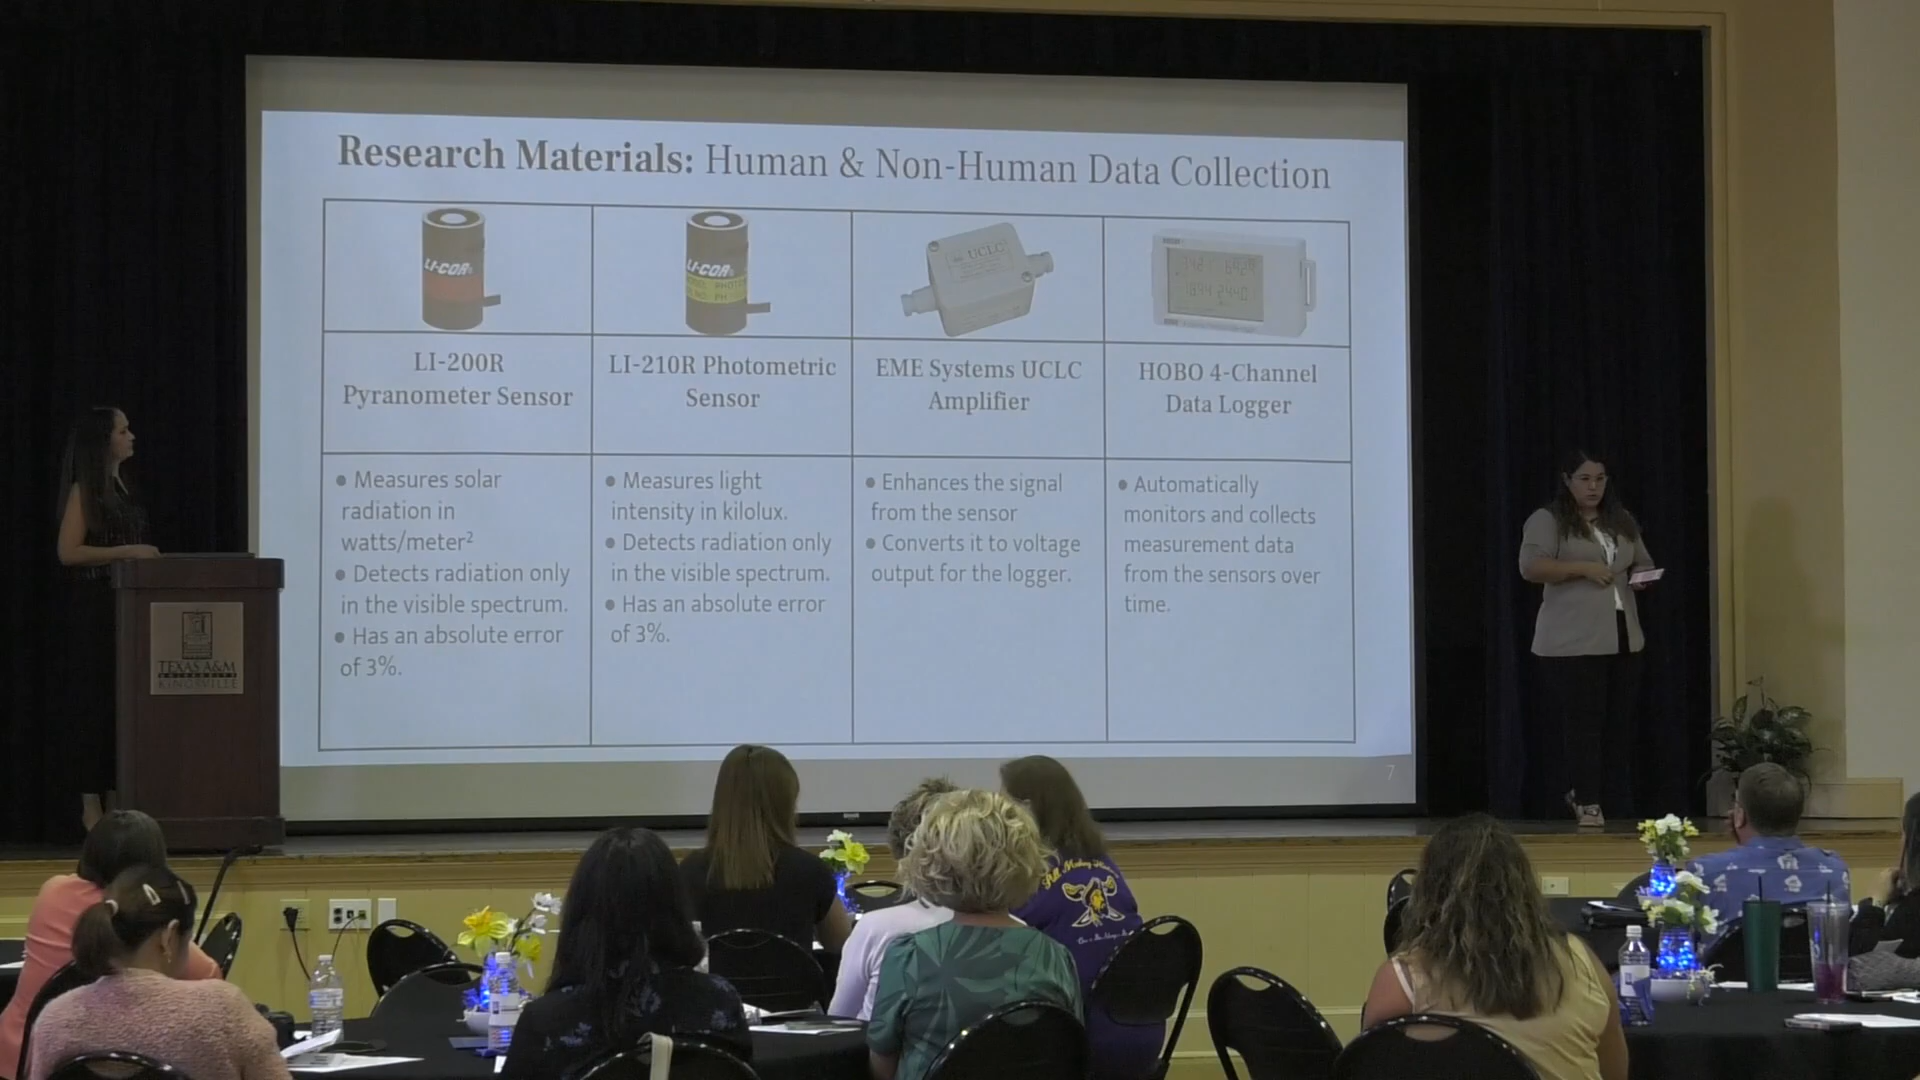 Research Materials: Human & Non-Human Data Collection
LI-COR
LI-COR
UCLC
LI-200R
Pyranometer Sensor
LI-210R Photometric
Sensor
EME Systems UCLC
Amplifier
HOBO 4-Channel
Data Logger
• Measures solar
radiation in
watts/meter²
• Detects radiation only
in the visible spectrum.
• Has an absolute error
of 3%.
• Measures light
intensity in kilolux.
• Detects radiation only
in the visible spectrum.
• Has an absolute error
of 3%.
• Enhances the signal
from the sensor
• Converts it to voltage
output for the logger.
• Automatically
monitors and collects
measurement data
from the sensors over
time.
7
TEXAS A&M
UNIVERSITY
KINGSVILLE